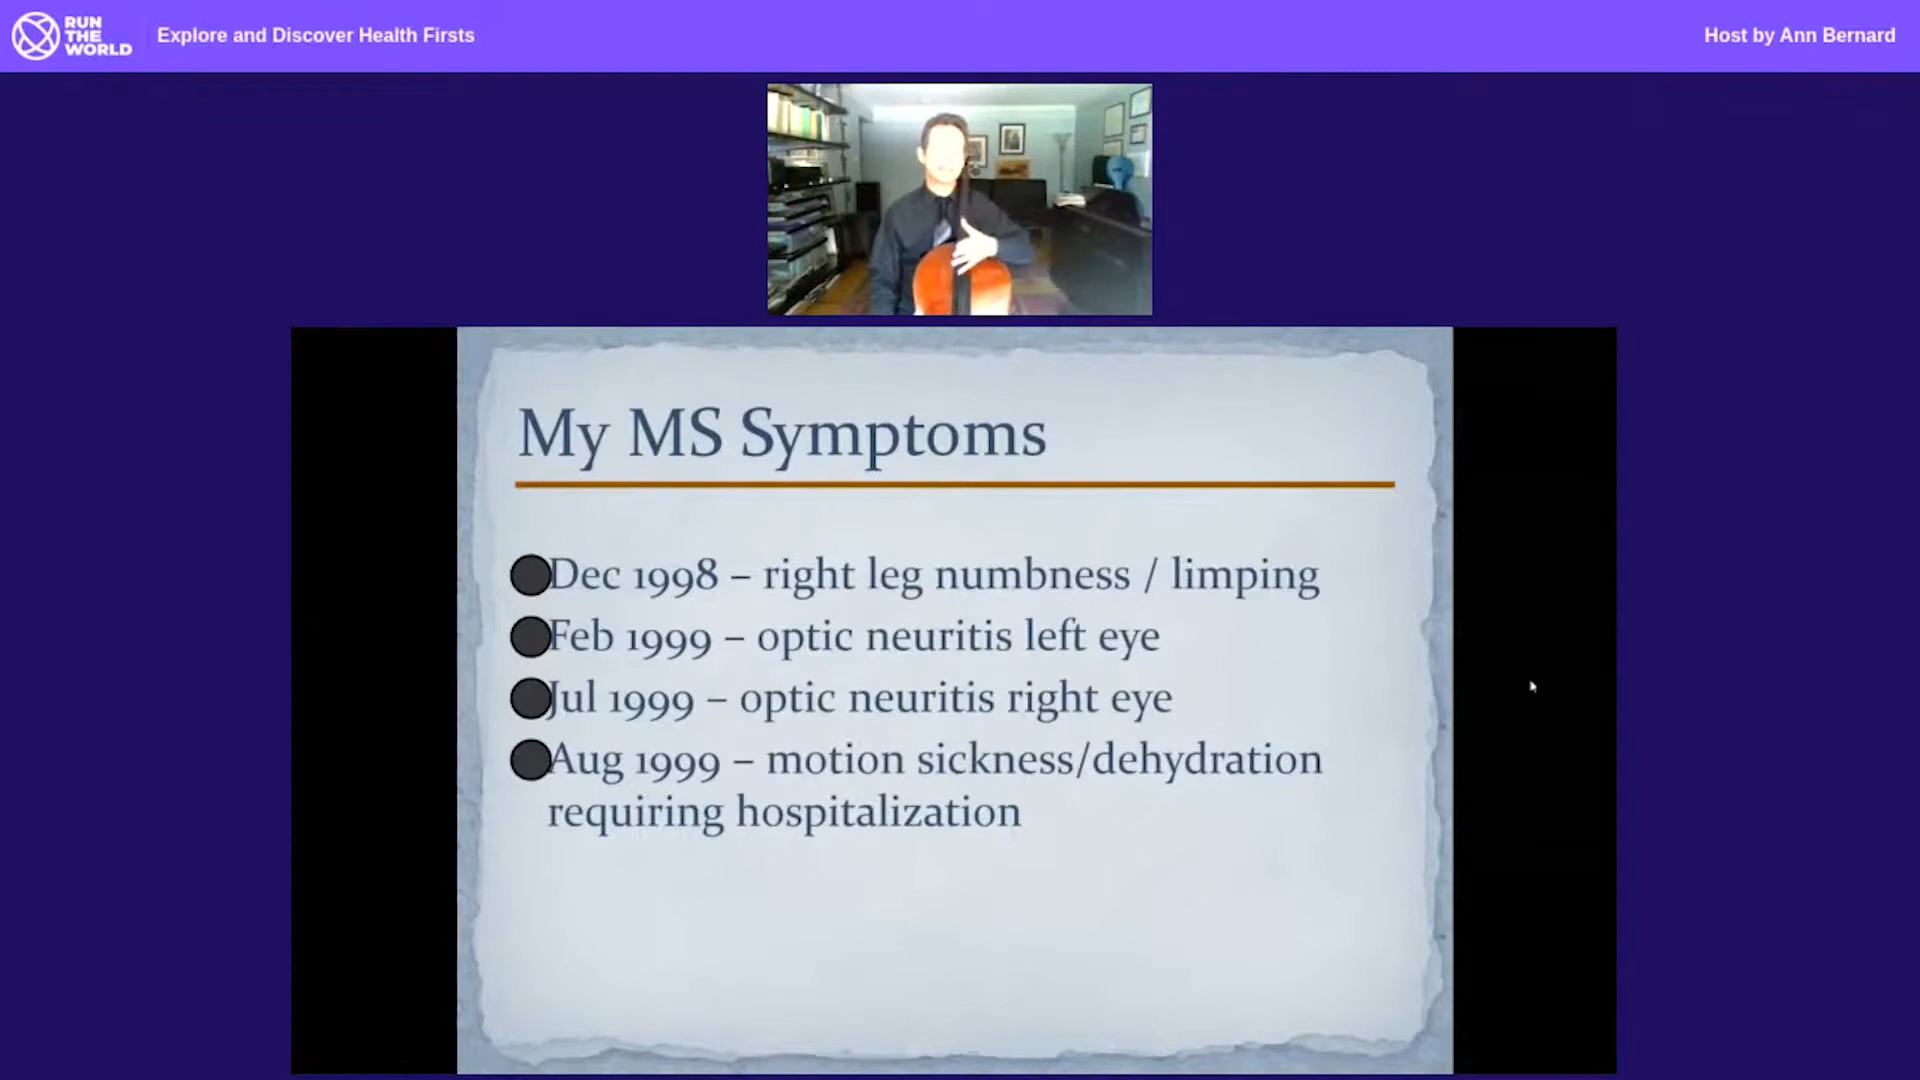 RUN
THE
WORLD
Explore and Discover Health Firsts
Host by Ann Bernard
My MS Symptoms
Dec 1998 – right leg numbness / limping
Feb 1999 – optic neuritis left eye
Jul 1999 – optic neuritis right eye
Aug 1999 – motion sickness/dehydration
requiring hospitalization